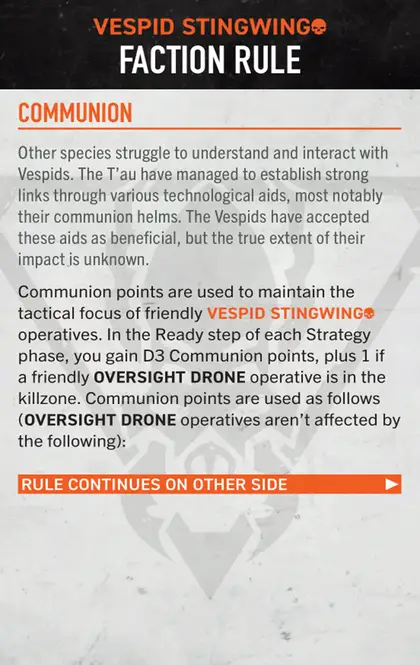 VESPID STINGWING
FACTION RULE
COMMUNION
Other species struggle to understand and interact with
Vespids. The T’au have managed to establish strong
links through various technological aids, most notably
their communion helms. The Vespids have accepted
these aids as beneficial, but the true extent of their
impact is unknown.
Communion points are used to maintain the
tactical focus of friendly VESPID STINGWING
operatives. In the Ready step of each Strategy
phase, you gain D3 Communion points, plus 1 if
a friendly OVERSIGHT DRONE operative is in the
killzone. Communion points are used as follows
(OVERSIGHT DRONE operatives aren’t affected by
the following):
RULE CONTINUES ON OTHER SIDE